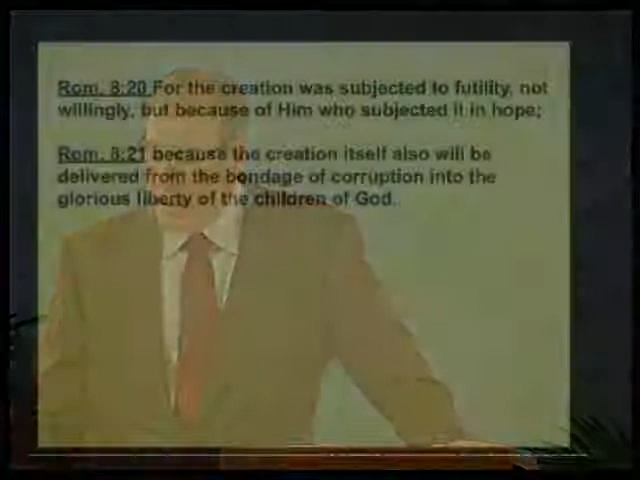 Rom. 8:20 For the creation was subjected to futility, not
willingly, but because of Him who subjected it in hope;
Rom. 8:21 because the creation itself also will be
delivered from the bondage of corruption into the
glorious liberty of the children of God.